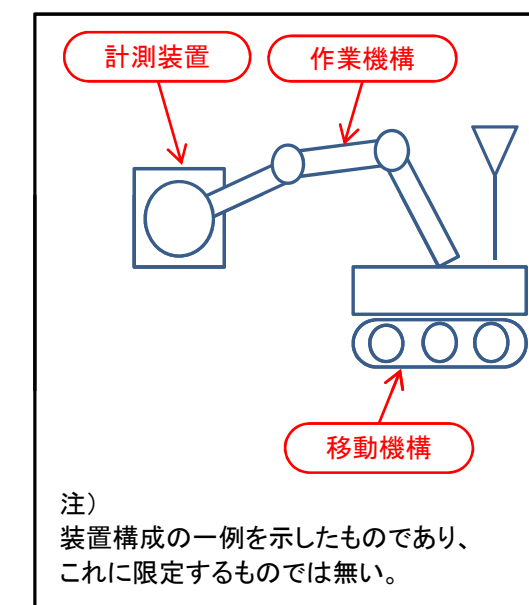 計測装置
作業機構
移動機構
注）
装置構成の一例を示したものであり、
これに限定するものでは無い。